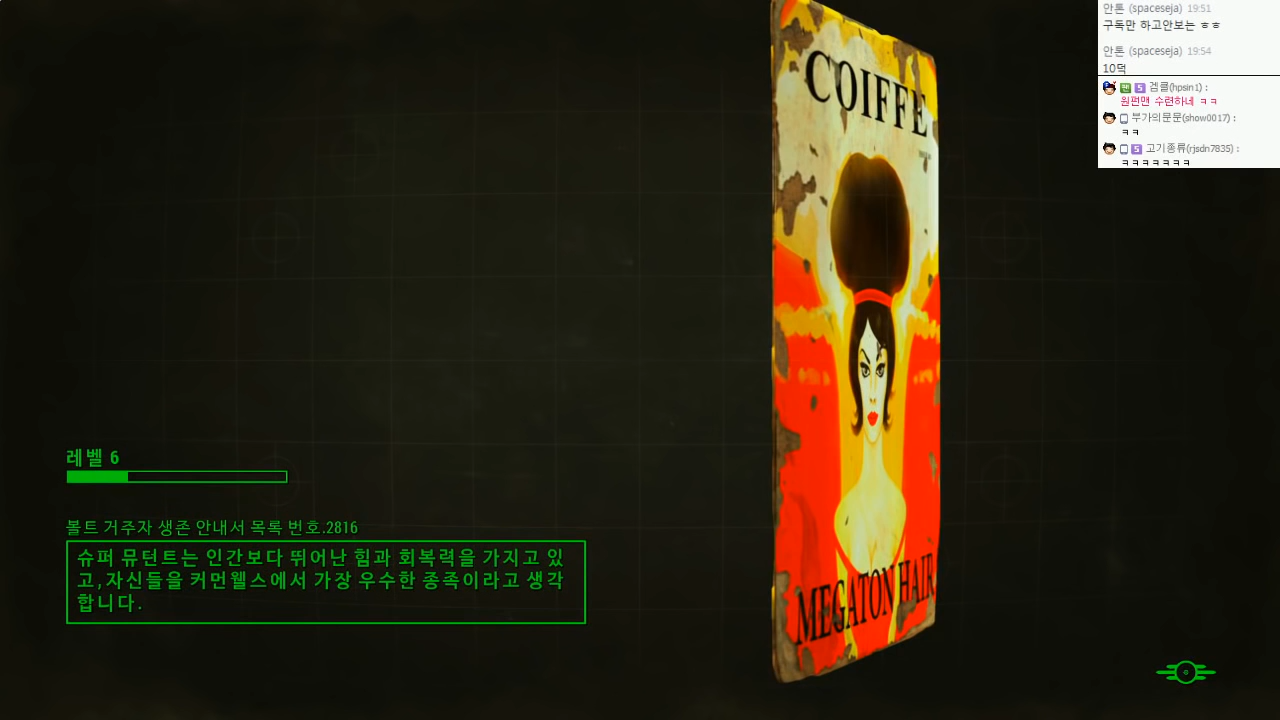 안톤 (spaceseja) 19:51
구독만 하고안보는 ㅎㅎ
안톤 (spaceseja) 19:54
10덕
팬 S 겜클(hpsin1) :
원펀맨 수련하네 ㅋㅋ
부가의문문(show0017) :
ㅋㅋ
S 고기종류(rjsdn7835) :
ㅋㅋㅋㅋㅋㅋㅋ
COIFFE
MEGATON HAIR
레벨 6
볼트 거주자 생존 안내서 목록 번호.2816
슈퍼 뮤턴트는 인간보다 뛰어난 힘과 회복력을 가지고 있
고,자신들을 커먼웰스에서 가장 우수한 종족이라고 생각
합니다.